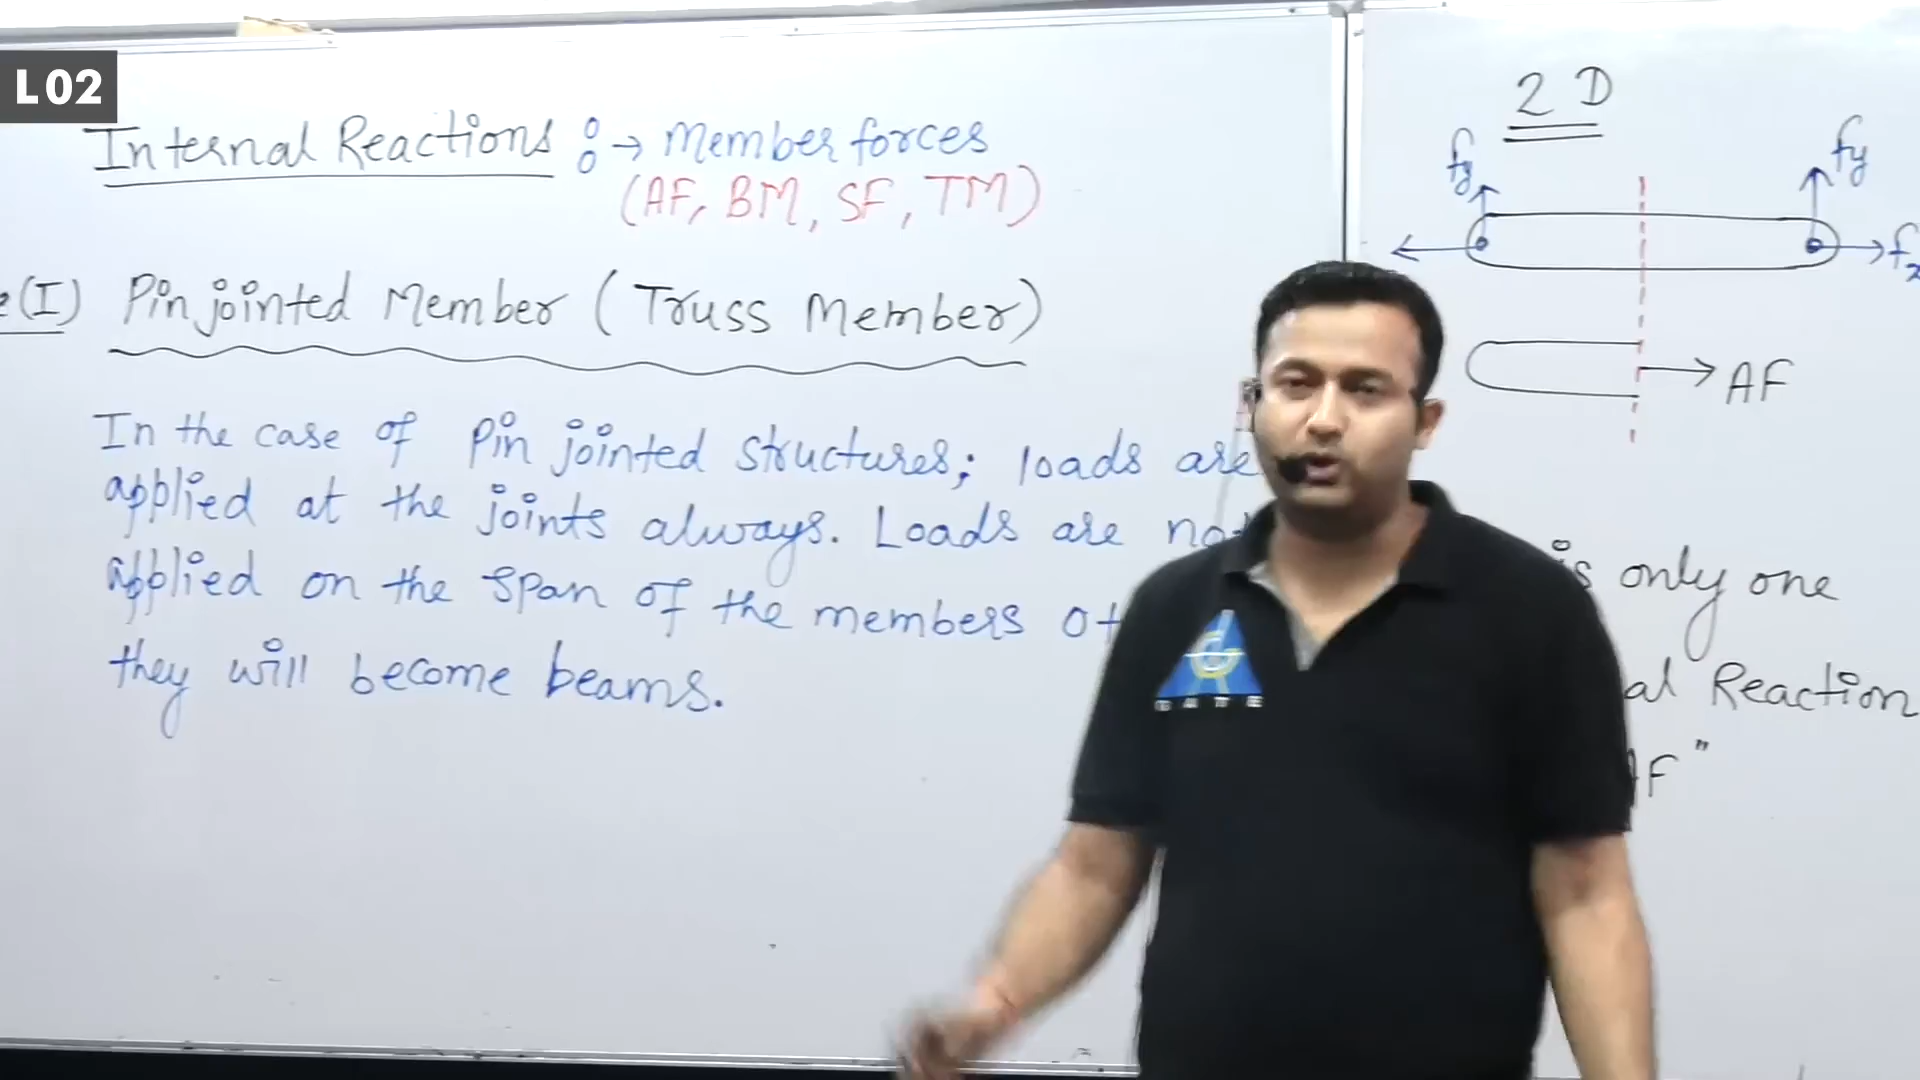 L02
Internal Reactions :→ Member forces
(AF, BM, SF, TM)
(I) Pin jointed Member (Truss Member)
In the case of Pin jointed structures; loads are
applied at the joints always. Loads are
applied on the span of the members
they will become beams.
2 D
fy fy
AF
only one
Reaction
GATE